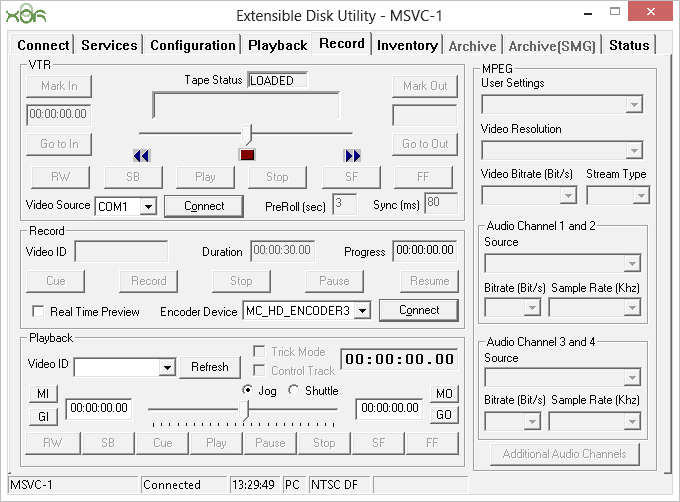 XOR
Extensible Disk Utility - MSVC-1
Connect Services Configuration Playback Record Inventory Archive Archive(SMG) Status
VTR
Mark In
Tape Status LOADED
Mark Out
00:00:00.00
Go to In
Go to Out
RW SB Play Stop SF FF
Video Source COM1 Connect PreRoll (sec) 3 Sync (ms) 80
Record
Video ID Duration 00:00:30.00 Progress 00:00:00.00
Cue Record Stop Pause Resume
Real Time Preview Encoder Device MC_HD_ENCODER3 Connect
Playback
Video ID Refresh
Trick Mode
Control Track
00:00:00.00
MI
GI
00:00:00.00
Jog Shuttle
00:00:00.00
MO
GO
RW SB Cue Play Pause Stop SF FF
MPEG
User Settings
Video Resolution
Video Bitrate (Bit/s) Stream Type
Audio Channel 1 and 2
Source
Bitrate (Bit/s) Sample Rate (Khz)
Audio Channel 3 and 4
Source
Bitrate (Bit/s) Sample Rate (Khz)
Additional Audio Channels
MSVC-1 Connected 13:29:49 PC NTSC DF